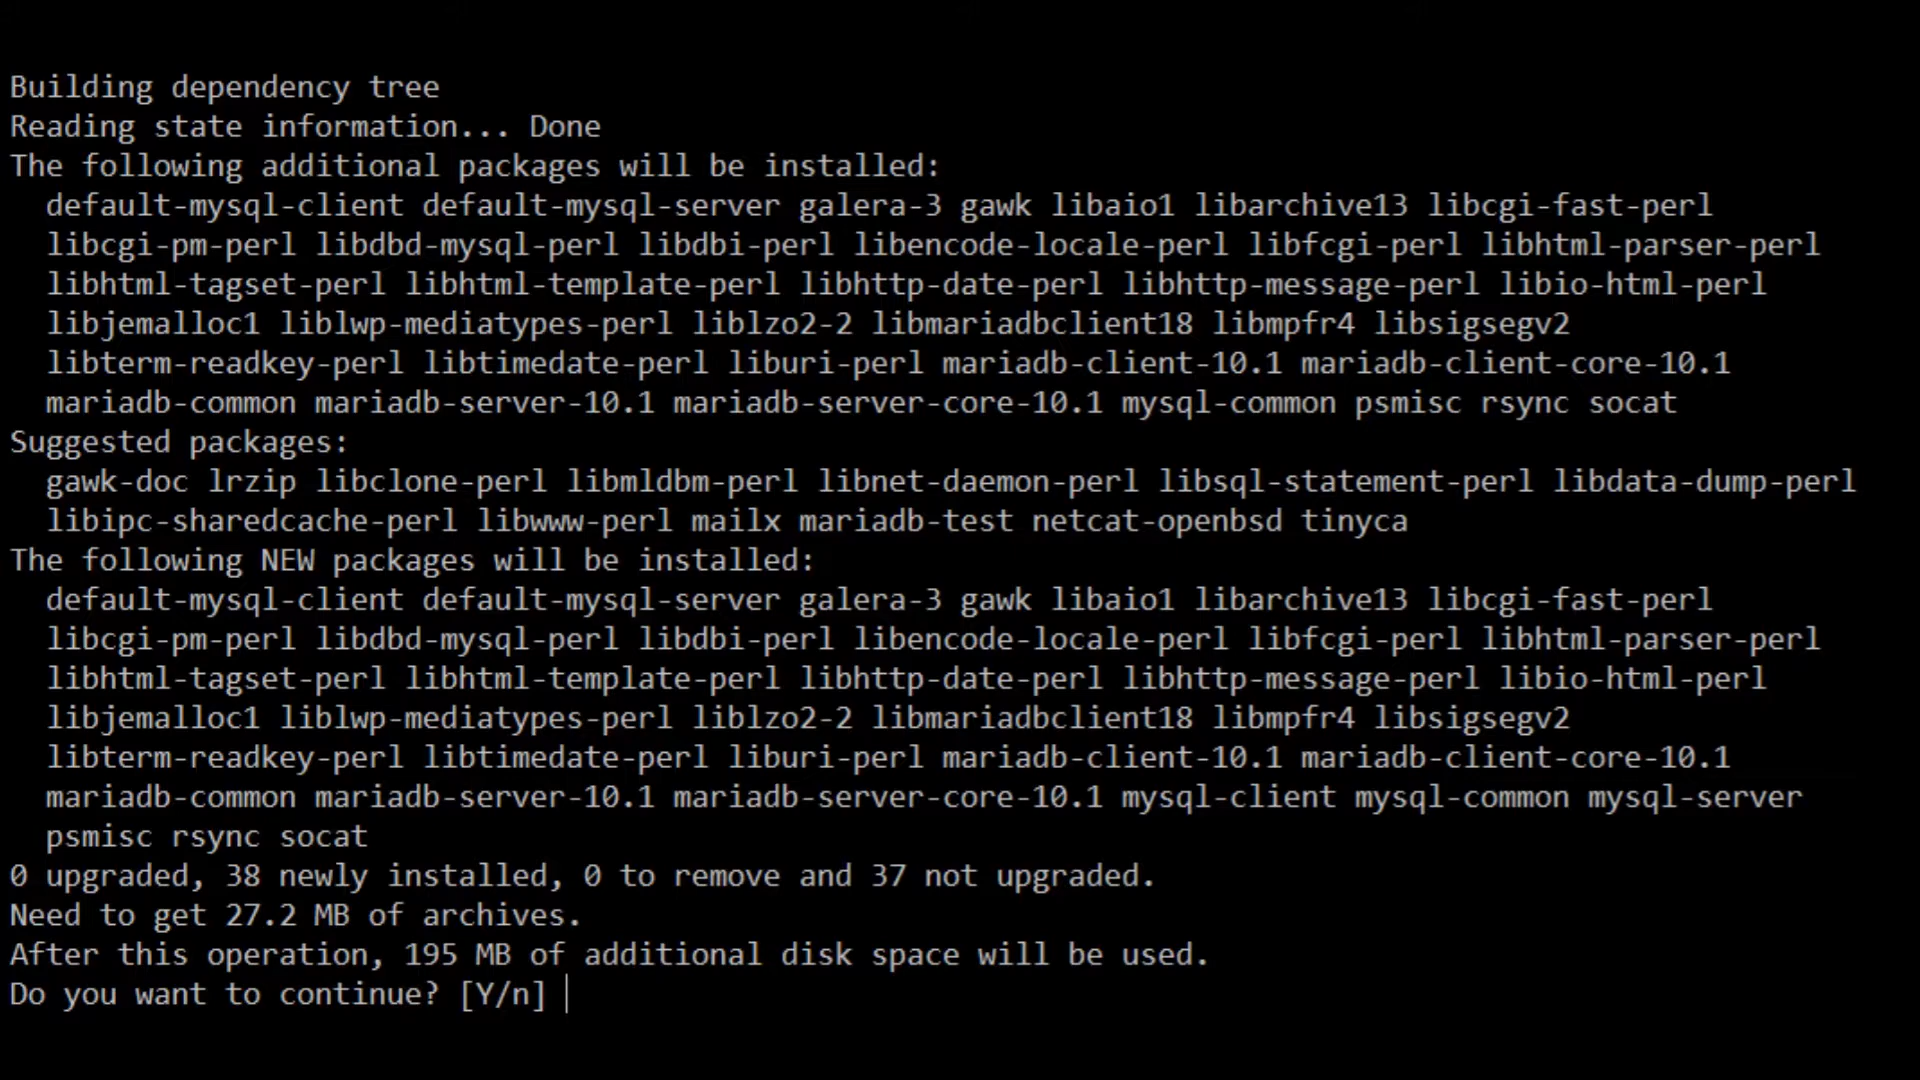 Building dependency tree
Reading state information... Done
The following additional packages will be installed:
default-mysql-client default-mysql-server galera-3 gawk libaio1 libarchive13 libcgi-fast-perl
libcgi-pm-perl libdbd-mysql-perl libdbi-perl libencode-locale-perl libfcgi-perl libhtml-parser-perl
libhtml-tagset-perl libhtml-template-perl libhttp-date-perl libhttp-message-perl libio-html-perl
libjemalloc1 liblwp-mediatypes-perl liblzo2-2 libmariadbclient18 libmpfr4 libsigsegv2
libterm-readkey-perl libtimedate-perl liburi-perl mariadb-client-10.1 mariadb-client-core-10.1
mariadb-common mariadb-server-10.1 mariadb-server-core-10.1 mysql-common psmisc rsync socat
Suggested packages:
gawk-doc lrzip libclone-perl libmldbm-perl libnet-daemon-perl libsql-statement-perl libdata-dump-perl
libipc-sharedcache-perl libwww-perl mailx mariadb-test netcat-openbsd tinyca
The following NEW packages will be installed:
default-mysql-client default-mysql-server galera-3 gawk libaio1 libarchive13 libcgi-fast-perl
libcgi-pm-perl libdbd-mysql-perl libdbi-perl libencode-locale-perl libfcgi-perl libhtml-parser-perl
libhtml-tagset-perl libhtml-template-perl libhttp-date-perl libhttp-message-perl libio-html-perl
libjemalloc1 liblwp-mediatypes-perl liblzo2-2 libmariadbclient18 libmpfr4 libsigsegv2
libterm-readkey-perl libtimedate-perl liburi-perl mariadb-client-10.1 mariadb-client-core-10.1
mariadb-common mariadb-server-10.1 mariadb-server-core-10.1 mysql-client mysql-common mysql-server
psmisc rsync socat
0 upgraded, 38 newly installed, 0 to remove and 37 not upgraded.
Need to get 27.2 MB of archives.
After this operation, 195 MB of additional disk space will be used.
Do you want to continue? [Y/n]